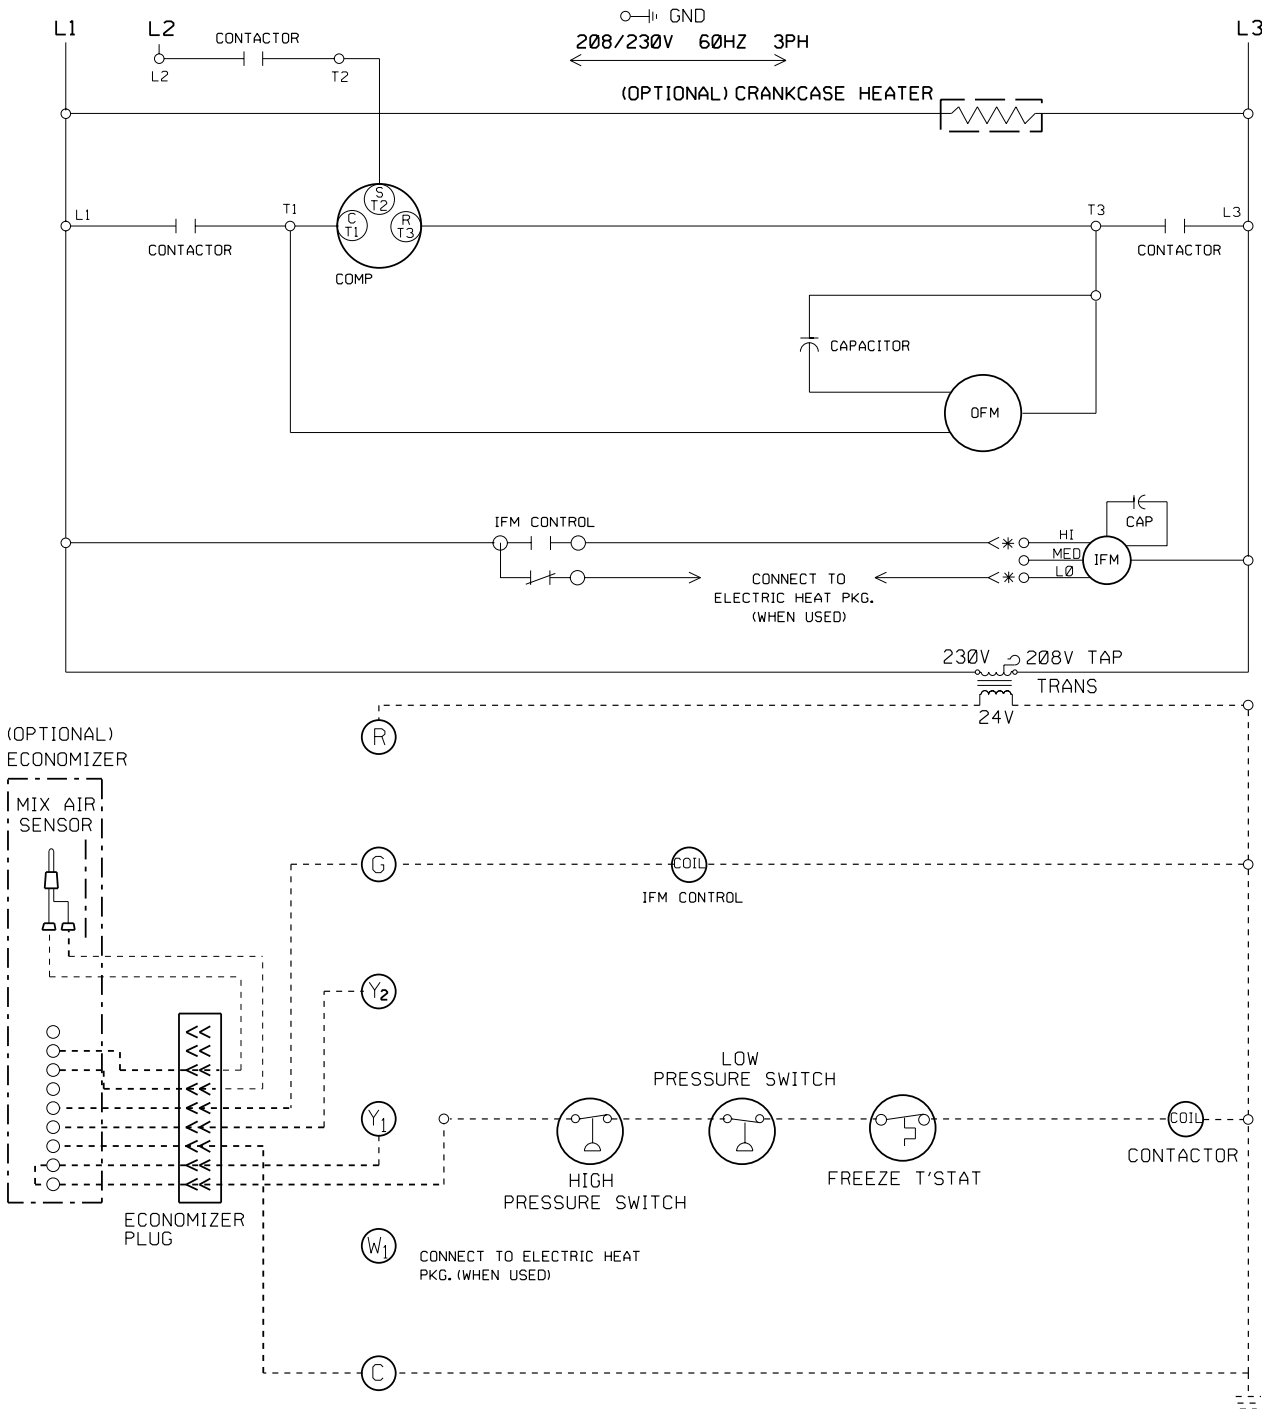 GND
L1
L2
L3
CONTACTOR
208/230V 60HZ 3PH
L2
T2
(OPTIONAL) CRANKCASE HEATER
S
T2
C
T1
R
T3
L1
T1
T3
L3
CONTACTOR
CONTACTOR
COMP
CAPACITOR
OFM
IFM CONTROL
CAP
HI
MED
LØ
IFM
CONNECT TO
ELECTRIC HEAT PKG.
(WHEN USED)
230V
208V TAP
TRANS
24V
R
(OPTIONAL)
ECONOMIZER
MIX AIR
SENSOR
G
COIL
IFM CONTROL
Y2
LOW
PRESSURE SWITCH
Y1
COIL
CONTACTOR
HIGH
PRESSURE SWITCH
FREEZE T'STAT
ECONOMIZER
PLUG
W1
CONNECT TO ELECTRIC HEAT
PKG. (WHEN USED)
C